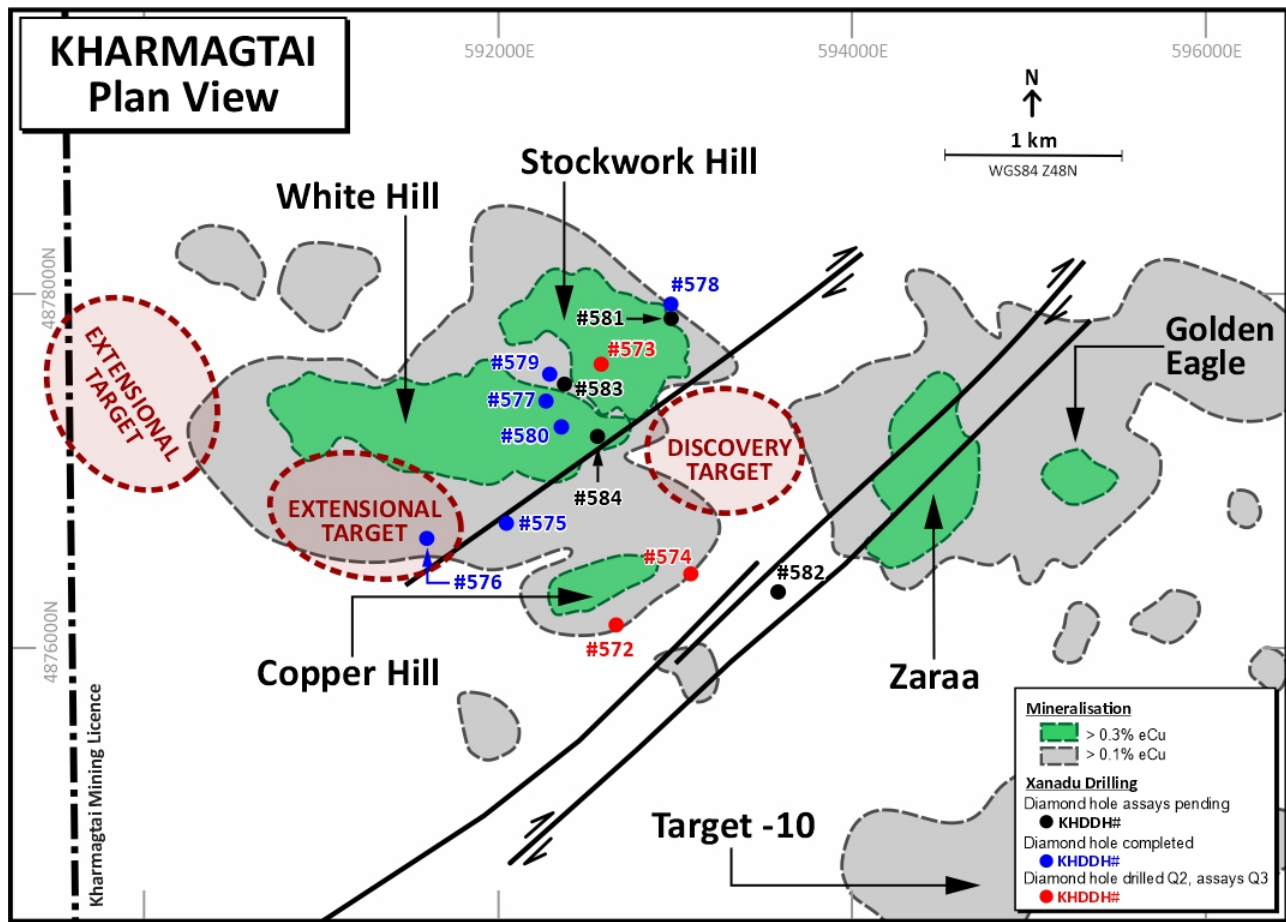 KHARMAGTAI
Plan View
592000E
594000E
596000E
N
1 km
WGS84 Z48N
Stockwork Hill
White Hill
4878000N
#578
#581
Golden
Eagle
EXTENSIONAL
TARGET
#573
#579
#583
#577
#580
DISCOVERY
TARGET
#584
EXTENSIONAL
TARGET
#575
#574
#576
#582
4876000N
#572
Copper Hill
Zaraa
Kharmagtai Mining Licence
Target -10
Mineralisation
> 0.3% eCu
> 0.1% eCu
Xanadu Drilling
Diamond hole assays pending
KHDDH#
Diamond hole completed
KHDDH#
Diamond hole drilled Q2, assays Q3
KHDDH#